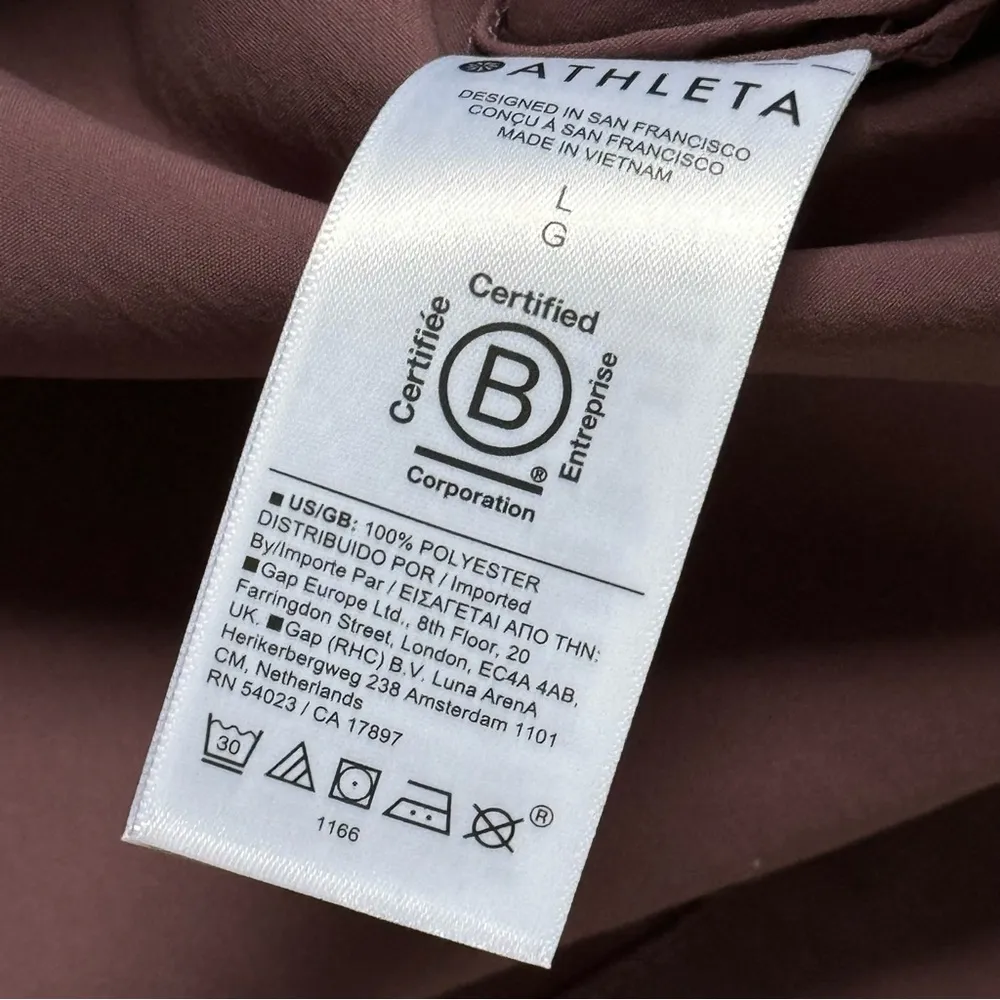 ATHLETA
DESIGNED IN SAN FRANCISCO
CONÇU À SAN FRANCISCO
MADE IN VIETNAM
L
G
Certified
Certifiée
B
Entreprise
®
Corporation
■ US/GB: 100% POLYESTER
DISTRIBUIDO POR / Imported
By/Importe Par / ΕΙΣΑΓΕΤΑΙ ΑΠΟ ΤΗΝ:
■Gap Europe Ltd., 8th Floor, 20
Farringdon Street, London, EC4A 4AB,
UK. ■Gap (RHC) B.V. Luna ArenA
Herikerbergweg 238 Amsterdam 1101
CM, Netherlands
RN 54023 / CA 17897
30
®
1166